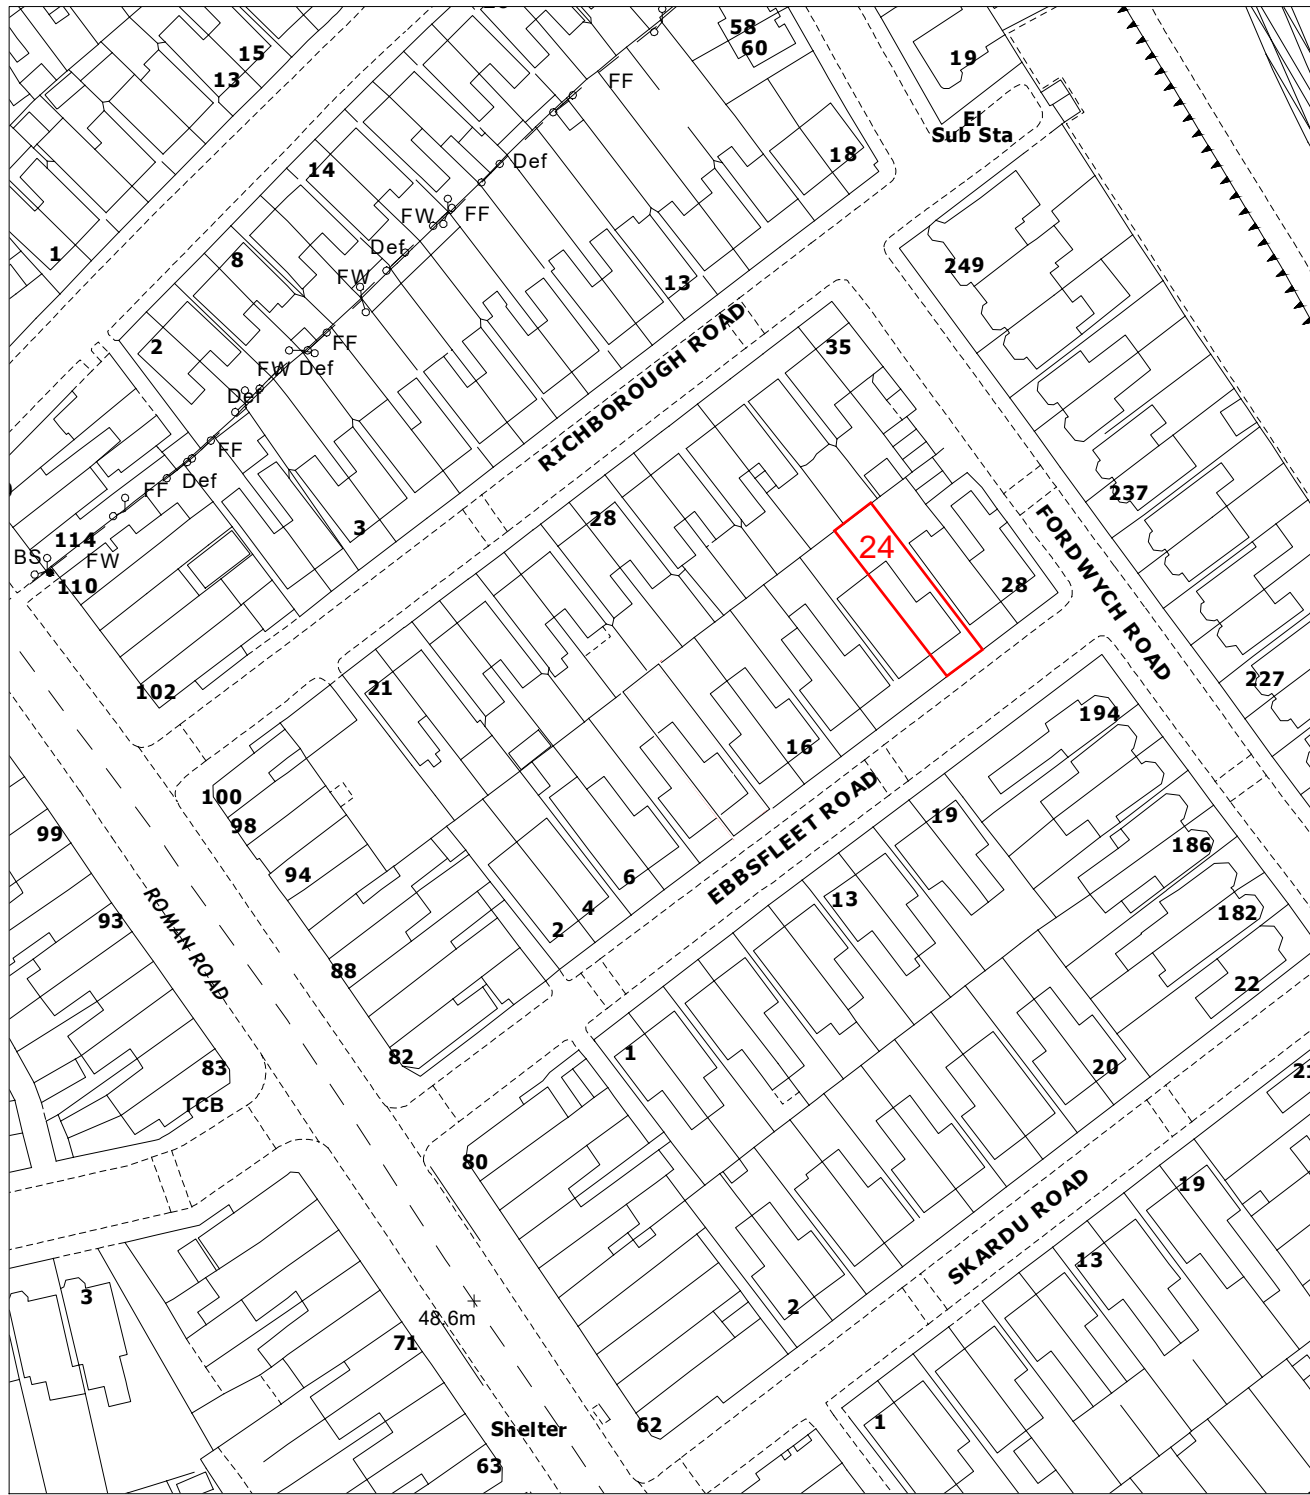 58
60
15
13
19
FF
El
Sub Sta
Def
18
14
FW
FF
Def
1
8
FW
13
249
2
FF
FW
Def
Def
35
RICHBOROUGH ROAD
FF
Def
FF
237
3
28
114
BS
FW
110
24
FORDWYCH ROAD
28
102
21
227
194
16
100
98
EBBSFLEET ROAD
19
99
186
94
6
13
4
93
182
2
ROMAN ROAD
88
22
82
1
83
20
TCB
80
19
SKARDU ROAD
13
3
2
48.6m
71
62
1
Shelter
63